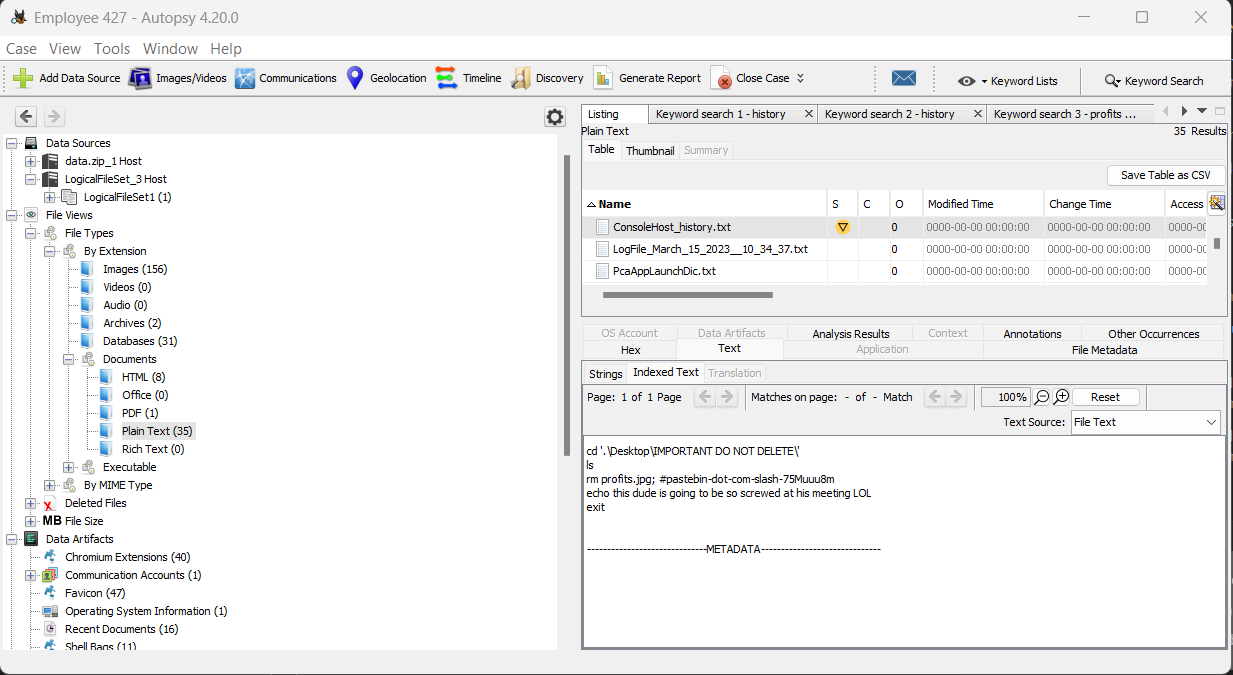 Employee 427 - Autopsy 4.20.0
Case View Tools Window Help
Add Data Source Images/Videos Communications Geolocation Timeline Discovery Generate Report Close Case Keyword Lists Keyword Search
Data Sources
data.zip_1 Host
LogicalFileSet_3 Host
LogicalFileSet1 (1)
File Views
File Types
By Extension
Images (156)
Videos (0)
Audio (0)
Archives (2)
Databases (31)
Documents
HTML (8)
Office (0)
PDF (1)
Plain Text (35)
Rich Text (0)
Executable
By MIME Type
Deleted Files
MB File Size
Data Artifacts
Chromium Extensions (40)
Communication Accounts (1)
Favicon (47)
Operating System Information (1)
Recent Documents (16)
Shell Bags (11)
Listing Keyword search 1 - history Keyword search 2 - history Keyword search 3 - profits ...
Plain Text 35 Results
Table Thumbnail Summary
Save Table as CSV
Name S C O Modified Time Change Time Access
ConsoleHost_history.txt 0 0000-00-00 00:00:00 0000-00-00 00:00:00 0000-00
LogFile_March_15_2023__10_34_37.txt 0 0000-00-00 00:00:00 0000-00-00 00:00:00 0000-00
PcaAppLaunchDic.txt 0 0000-00-00 00:00:00 0000-00-00 00:00:00 0000-00
OS Account Data Artifacts Analysis Results Context Annotations Other Occurrences
Hex Text Application File Metadata
Strings Indexed Text Translation
Page: 1 of 1 Page Matches on page: - of - Match 100% Reset
Text Source: File Text
cd '.\Desktop\IMPORTANT DO NOT DELETE\'
ls
rm profits.jpg; #pastebin-dot-com-slash-75Muuu8m
echo this dude is going to be so screwed at his meeting LOL
exit
------------------------------METADATA------------------------------